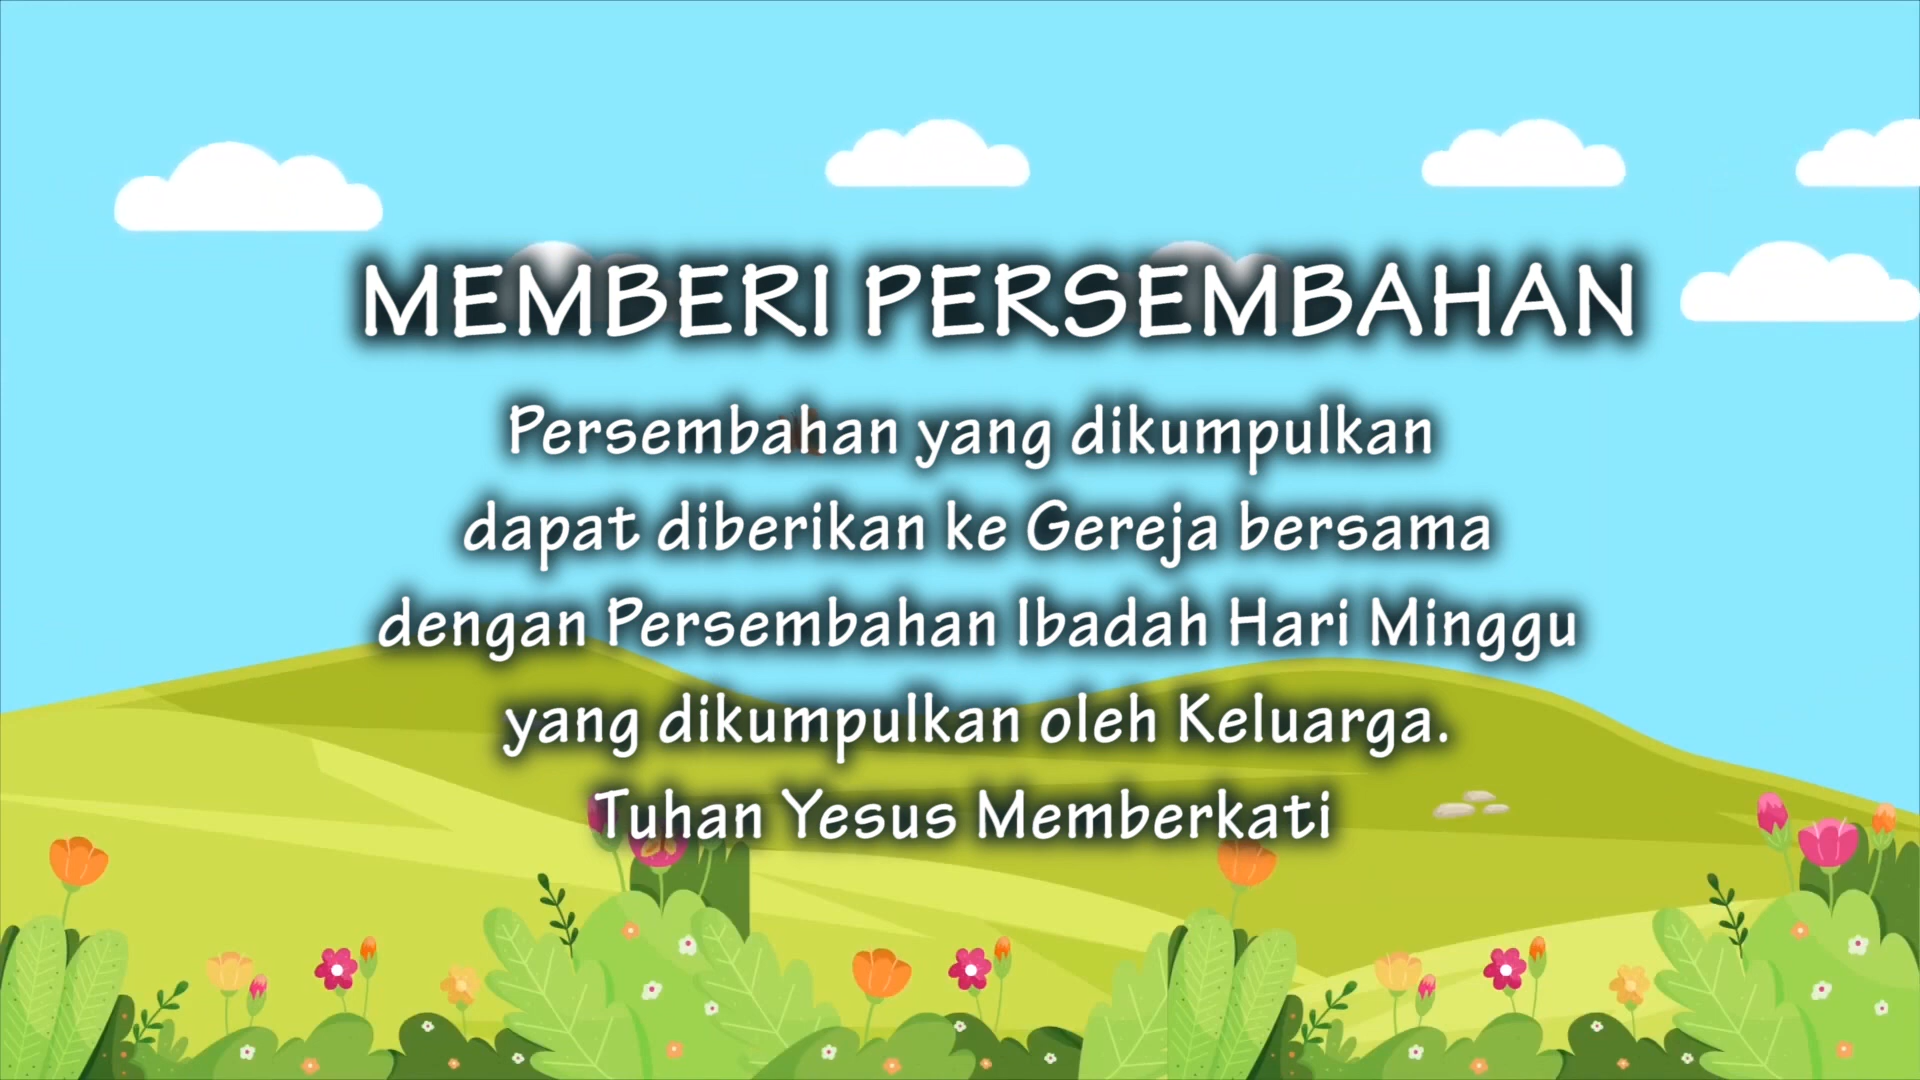 MEMBERI PERSEMBAHAN
Persembahan yang dikumpulkan
dapat diberikan ke Gereja bersama
dengan Persembahan Ibadah Hari Minggu
yang dikumpulkan oleh Keluarga.
Tuhan Yesus Memberkati